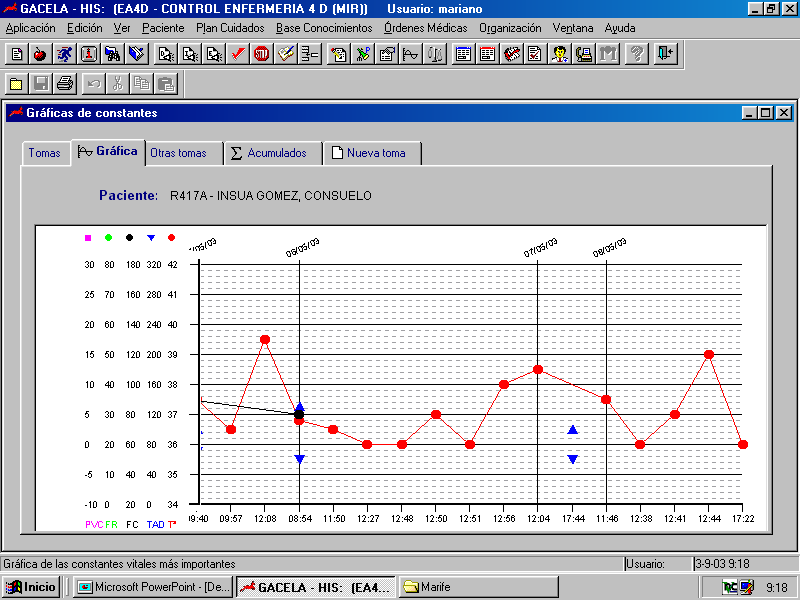 GACELA - HIS: (EA4D - CONTROL ENFERMERIA 4 D (MIR)) Usuario: mariano
Aplicación Edición Ver Paciente Plan Cuidados Base Conocimientos Órdenes Médicas Organización Ventana Ayuda
Gráficas de constantes
Tomas Gráfica Otras tomas Acumulados Nueva toma
Paciente: R417A - INSUA GOMEZ, CONSUELO
/05/09 06/05/09 07/05/09 08/05/09
30 80 180 320 42
25 70 160 280 41
20 60 140 240 40
15 50 120 200 39
10 40 100 160 38
5 30 80 120 37
0 20 60 80 36
-5 10 40 40 35
-10 0 20 0 34
09:40 09:57 12:08 08:54 11:50 12:27 12:48 12:50 12:51 12:56 12:04 17:44 11:46 12:38 12:41 12:44 17:22
PVC FR FC TAD Tª
Gráfica de las constantes vitales más importantes Usuario: 3-9-03 9:18
Inicio Microsoft PowerPoint - [De... GACELA - HIS: (EA4... Marife 9:18